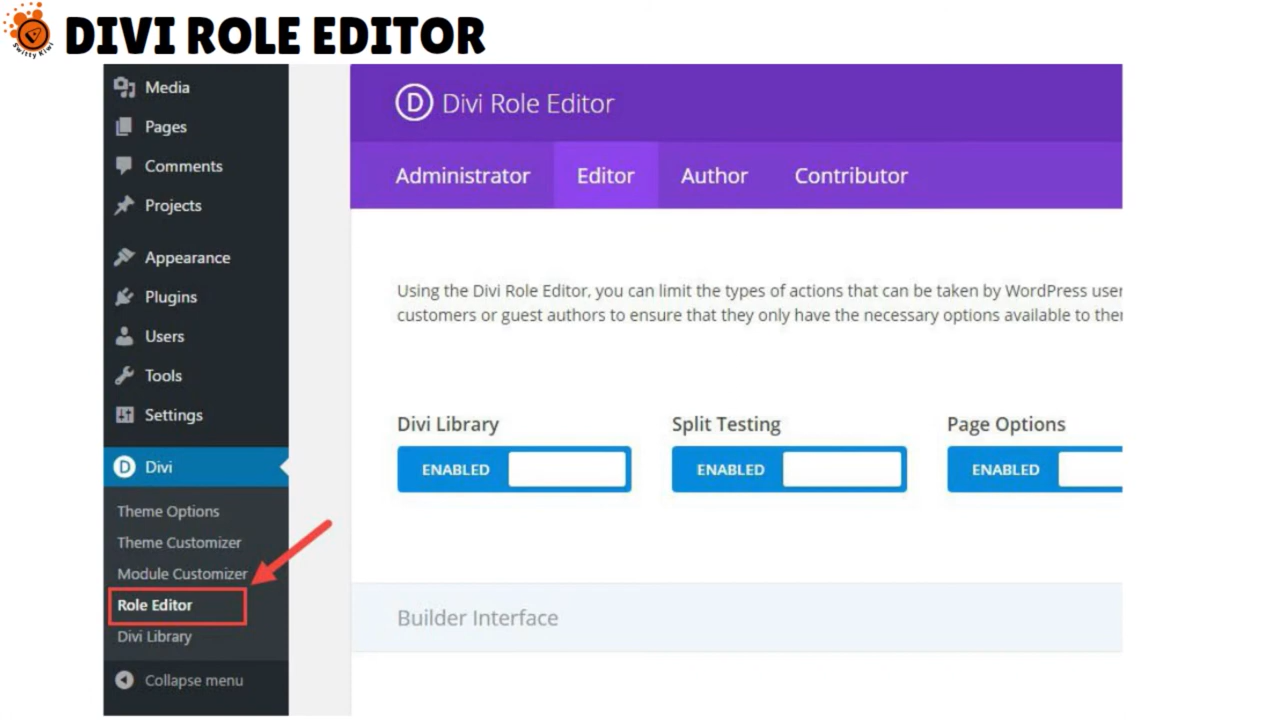 Switty Kiwi
DIVI ROLE EDITOR
Media
Pages
Comments
Projects
Appearance
Plugins
Users
Tools
Settings
Divi
Theme Options
Theme Customizer
Module Customizer
Role Editor
Divi Library
Collapse menu
D Divi Role Editor
Administrator Editor Author Contributor
Using the Divi Role Editor, you can limit the types of actions that can be taken by WordPress user
customers or guest authors to ensure that they only have the necessary options available to ther
Divi Library Split Testing Page Options
ENABLED ENABLED ENABLED
Builder Interface